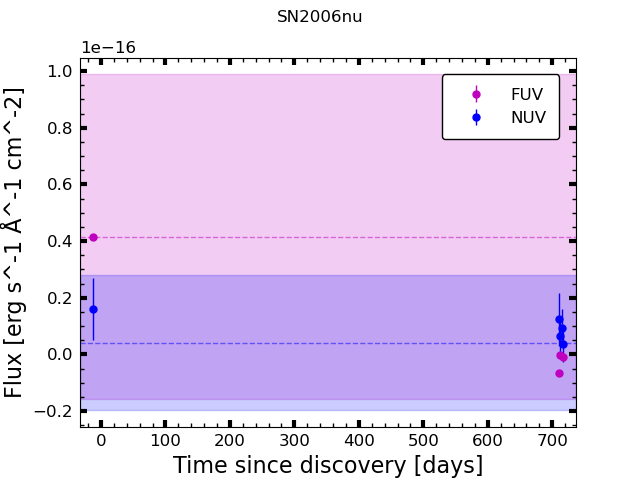 SN2006nu
1e−16
1.0
0.8
0.6
0.4
0.2
0.0
−0.2
Flux [erg s^-1 Å^-1 cm^-2]
FUV
NUV
0 100 200 300 400 500 600 700
Time since discovery [days]